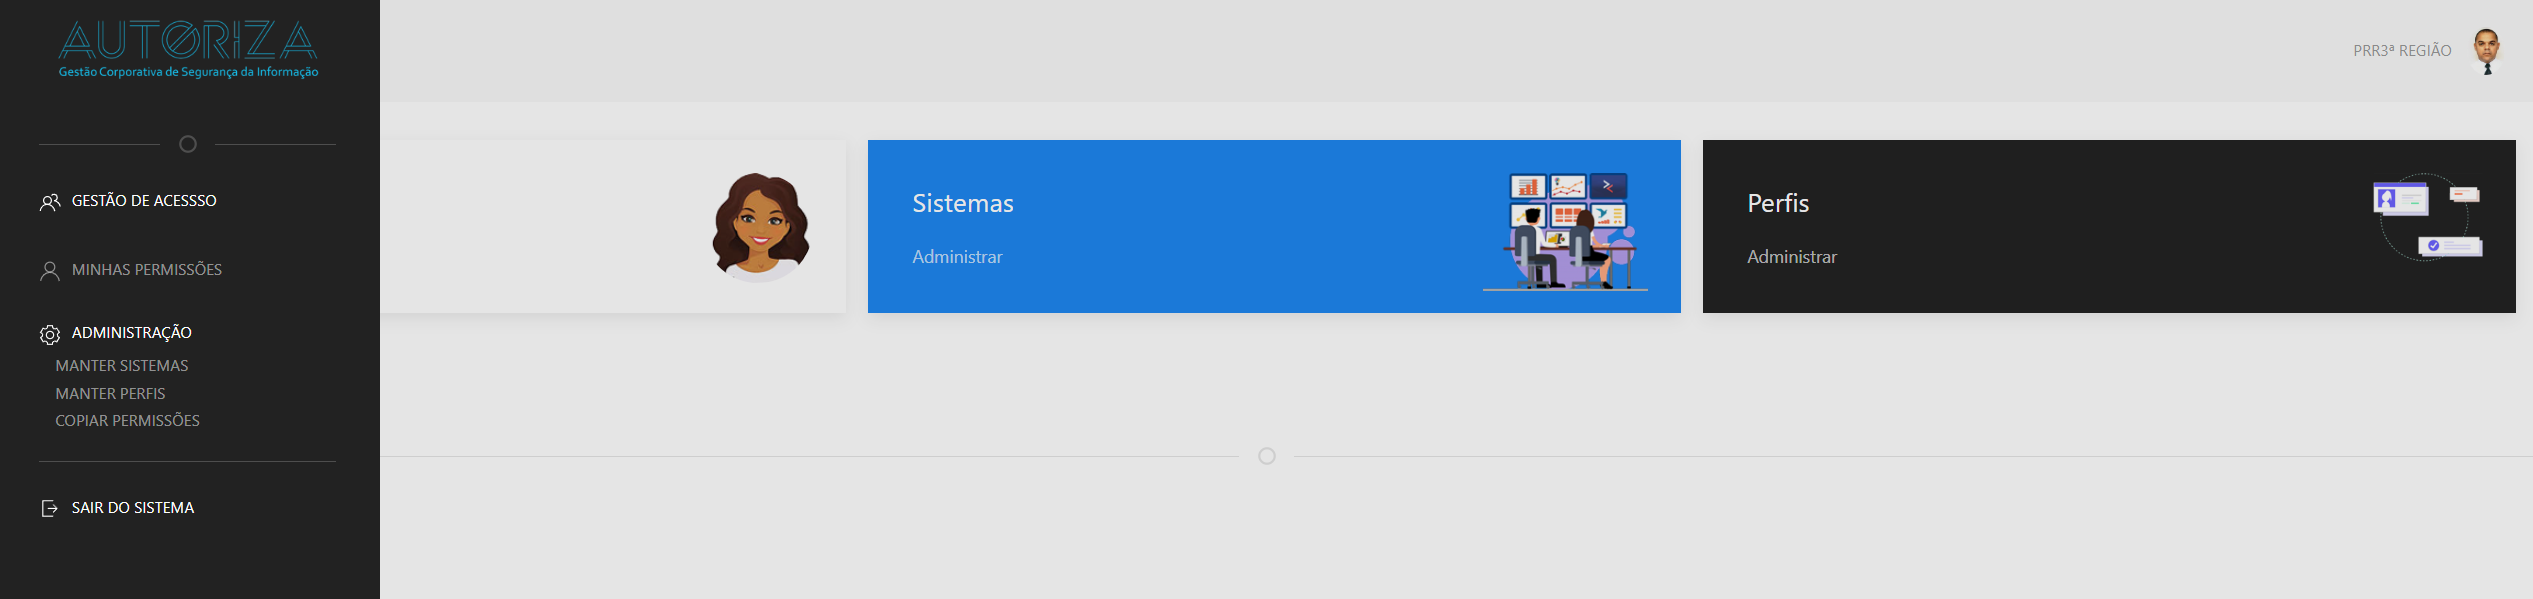 AUTORIZA
Gestão Corporativa de Segurança da Informação
PRR3ª REGIÃO
GESTÃO DE ACESSSO
MINHAS PERMISSÕES
ADMINISTRAÇÃO
MANTER SISTEMAS
MANTER PERFIS
COPIAR PERMISSÕES
SAIR DO SISTEMA
Sistemas
Administrar
Perfis
Administrar